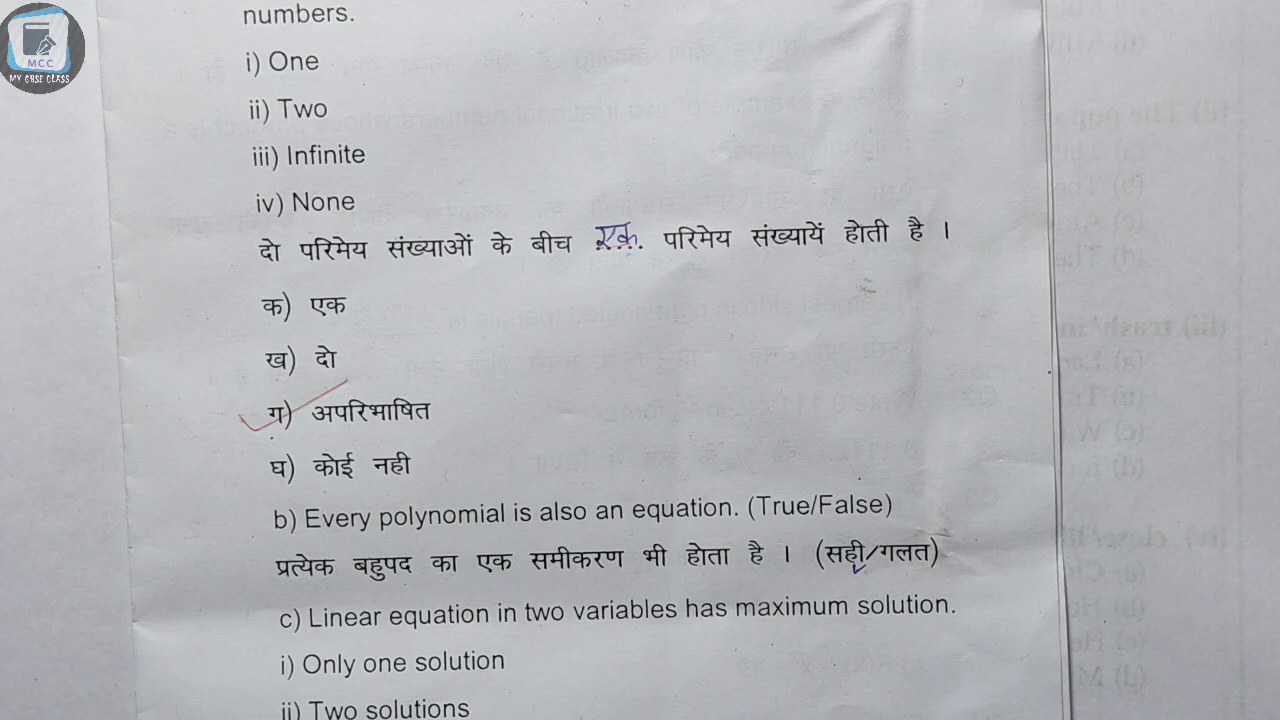 MCC
MY CBSE CLASS
numbers.
i) One
ii) Two
iii) Infinite
iv) None
दो परिमेय संख्याओं के बीच एक परिमेय संख्यायें होती है ।
क) एक
ख) दो
ग) अपरिभाषित
घ) कोई नही
b) Every polynomial is also an equation. (True/False)
प्रत्येक बहुपद का एक समीकरण भी होता है । (सही/गलत)
c) Linear equation in two variables has maximum solution.
i) Only one solution
ii) Two solutions